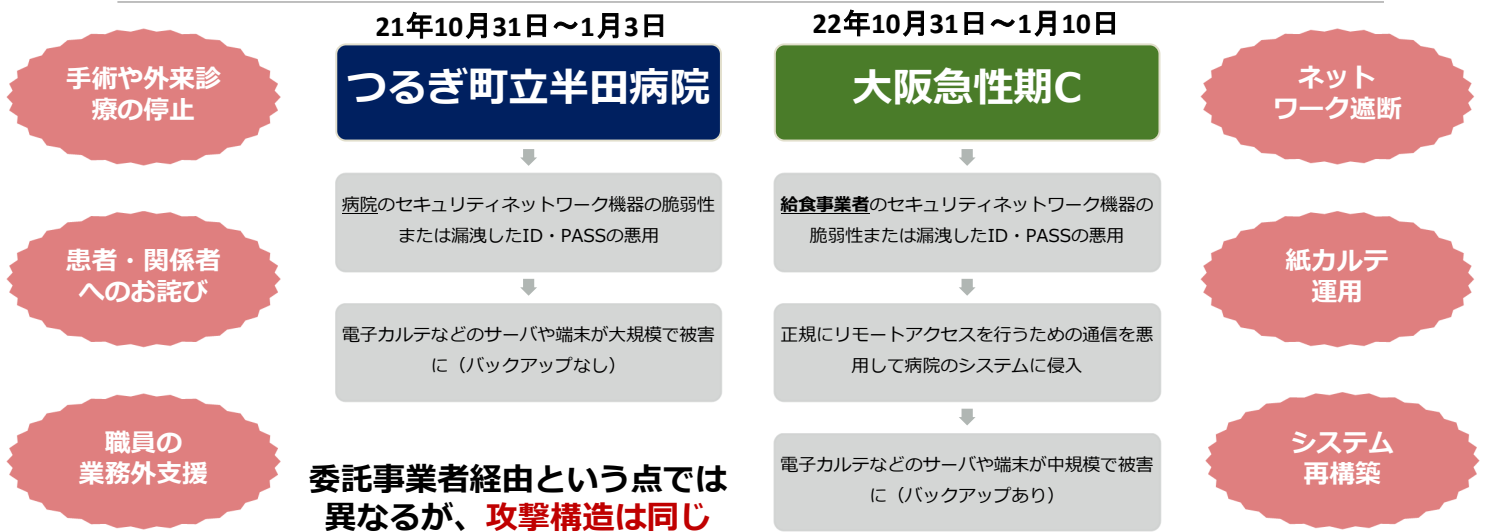 手術や外来診
療の停止
患者・関係者
へのお詫び
職員の
業務外支援
21年10月31日～1月3日
つるぎ町立半田病院
病院のセキュリティネットワーク機器の脆弱性
または漏洩したID・PASSの悪用
電子カルテなどのサーバや端末が大規模で被害
に（バックアップなし）
委託事業者経由という点では
異なるが、攻撃構造は同じ
22年10月31日～1月10日
大阪急性期C
給食事業者のセキュリティネットワーク機器の
脆弱性または漏洩したID・PASSの悪用
正規にリモートアクセスを行うための通信を悪
用して病院のシステムに侵入
電子カルテなどのサーバや端末が中規模で被害
に（バックアップあり）
ネット
ワーク遮断
紙カルテ
運用
システム
再構築